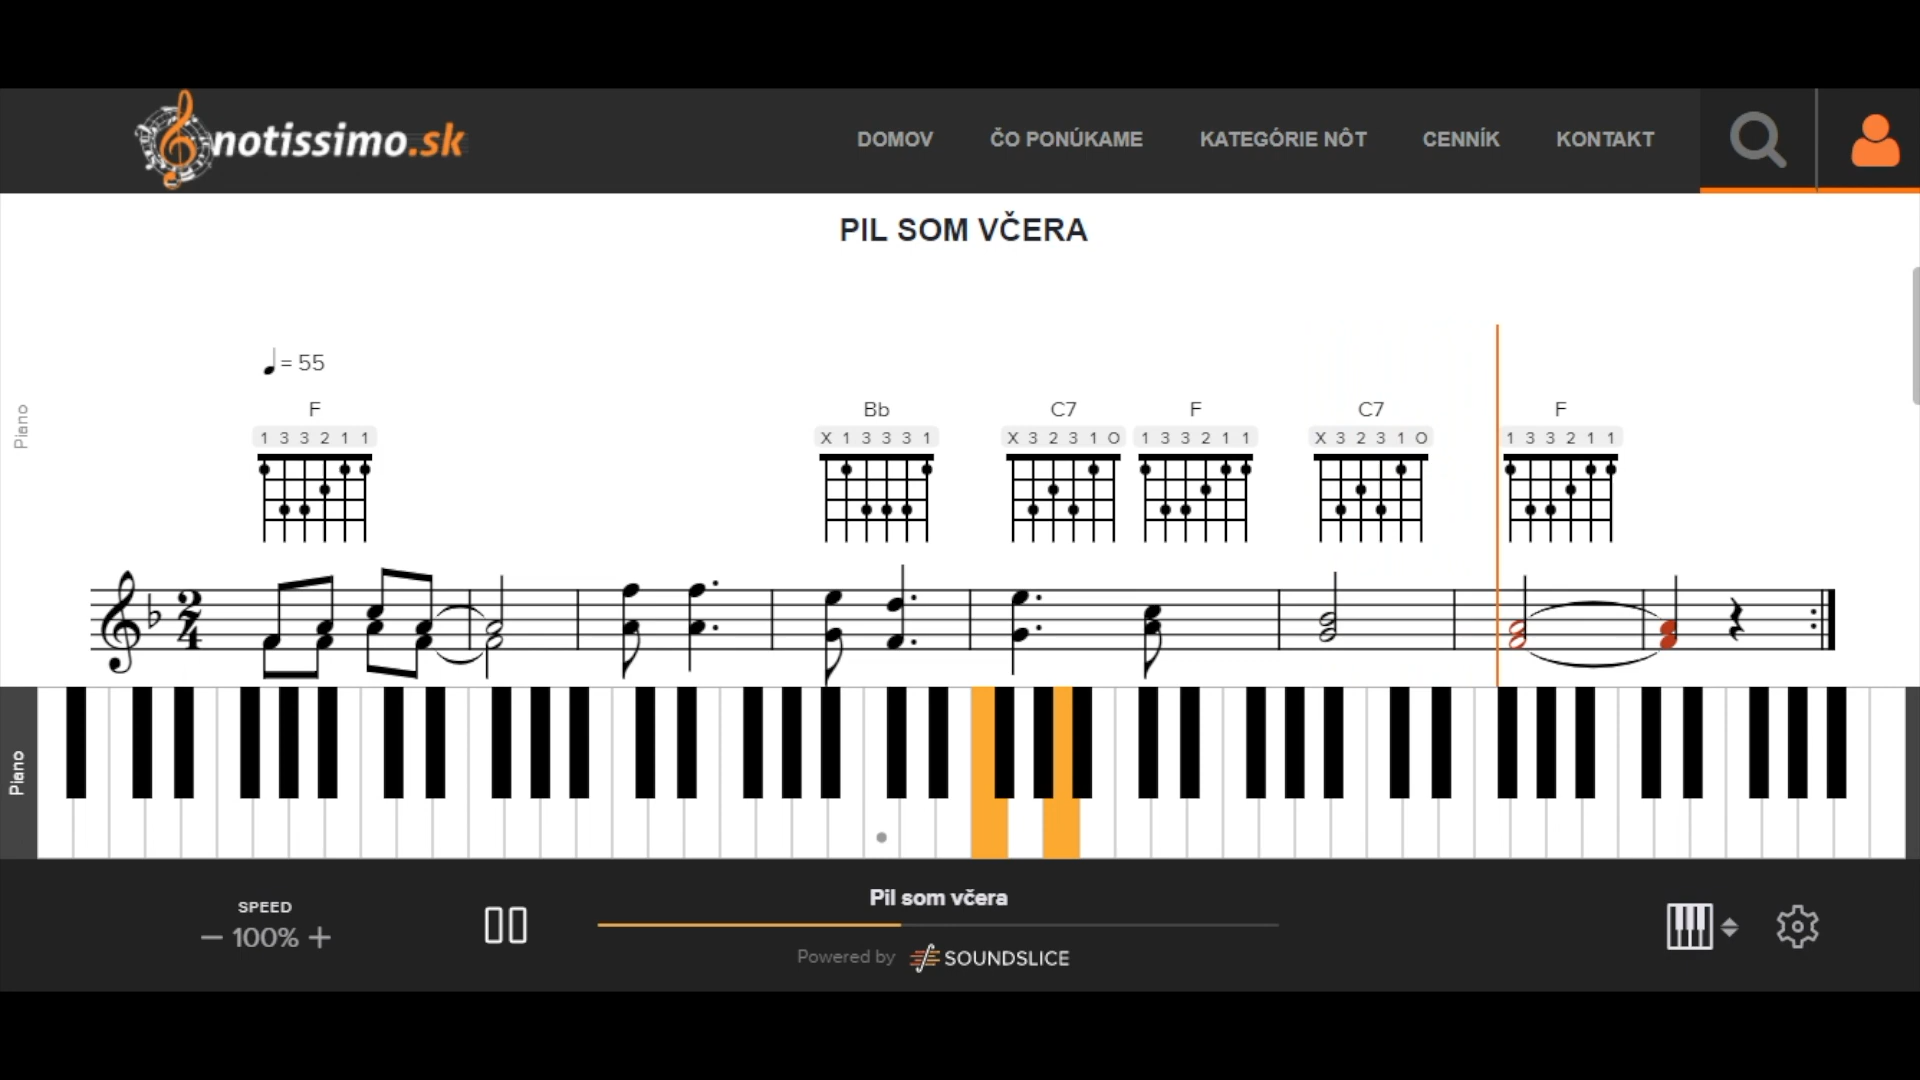 notissimo.sk
DOMOV ČO PONÚKAME KATEGÓRIE NÔT CENNÍK KONTAKT
PIL SOM VČERA
= 55
F Bb C7 F C7 F
1 3 3 2 1 1 X 1 3 3 3 1 X 3 2 3 1 O 1 3 3 2 1 1 X 3 2 3 1 O 1 3 3 2 1 1
Piano
2
4
Piano
Pil som včera
SPEED
100%
Powered by SOUNDSLICE